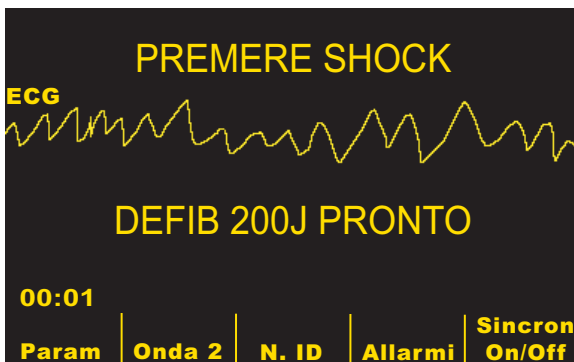 PREMERE SHOCK
ECG
DEFIB 200J PRONTO
00:01
Param Onda 2 N. ID Allarmi Sincron On/Off